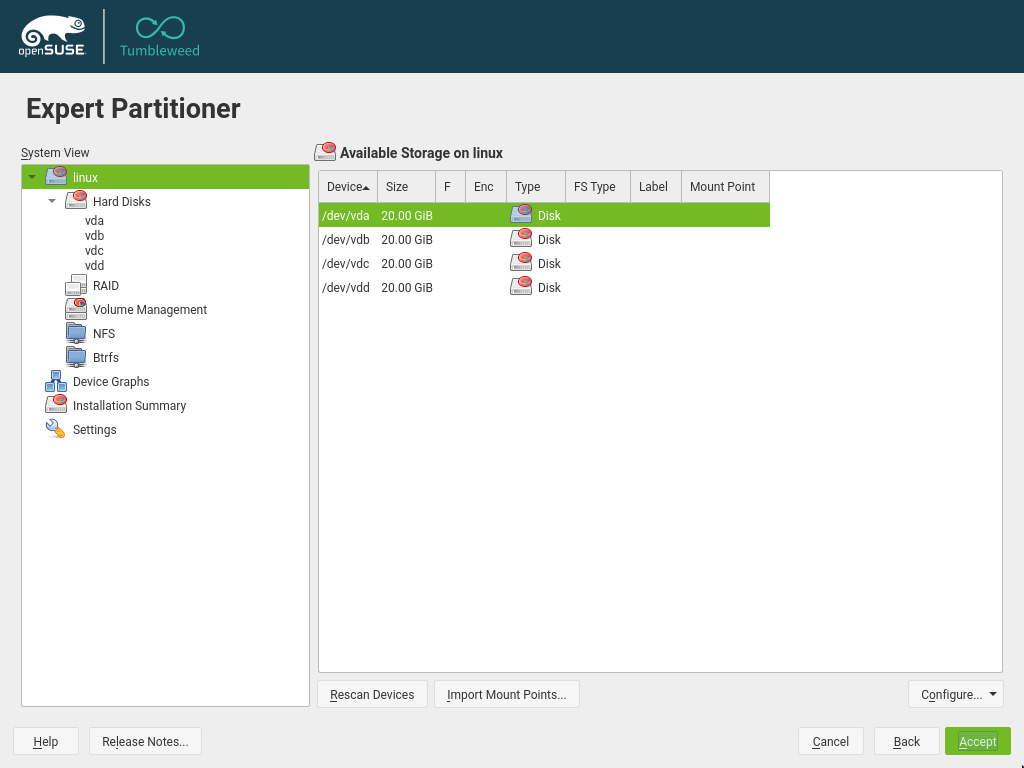 openSUSE
Tumbleweed
Expert Partitioner
System View
linux
Hard Disks
vda
vdb
vdc
vdd
RAID
Volume Management
NFS
Btrfs
Device Graphs
Installation Summary
Settings
Available Storage on linux
Device Size F Enc Type FS Type Label Mount Point
/dev/vda 20.00 GiB Disk
/dev/vdb 20.00 GiB Disk
/dev/vdc 20.00 GiB Disk
/dev/vdd 20.00 GiB Disk
Rescan Devices Import Mount Points... Configure...
Help Release Notes... Cancel Back Accept